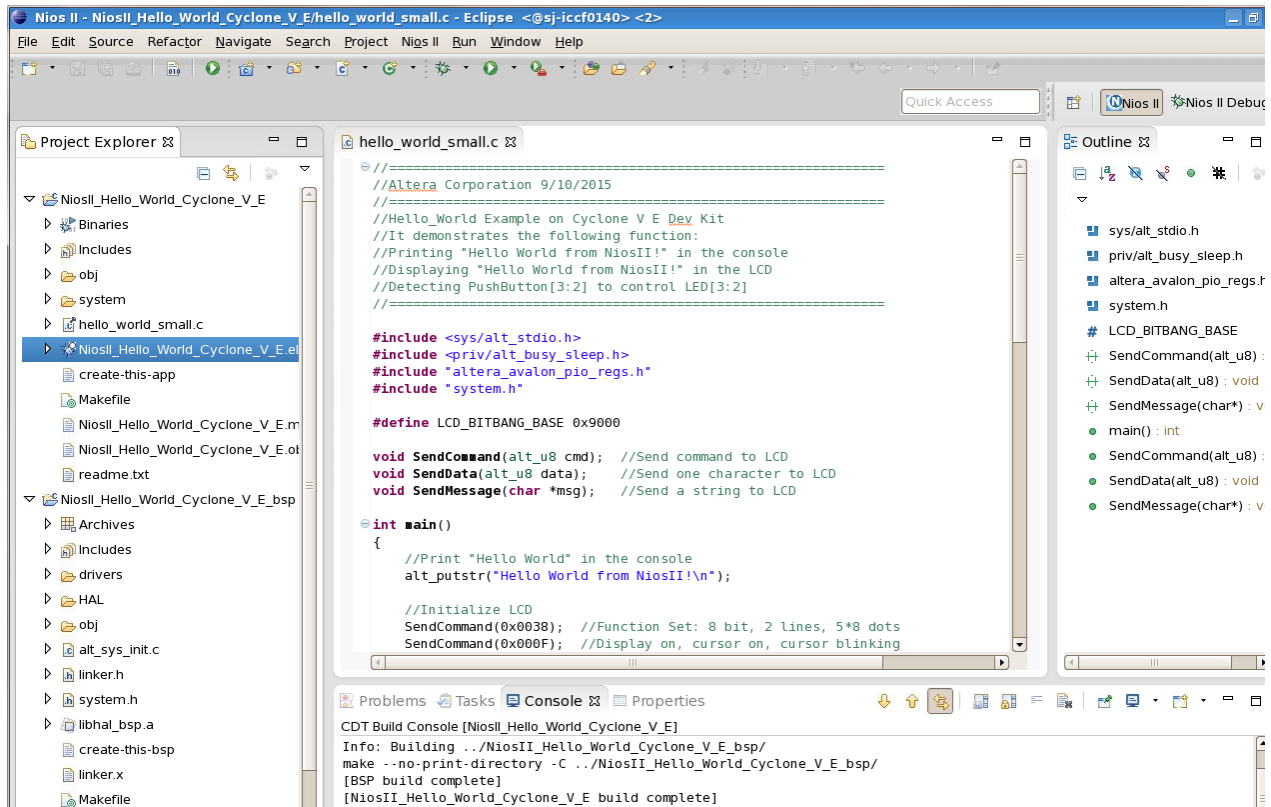 Nios II - NiosII_Hello_World_Cyclone_V_E/hello_world_small.c - Eclipse <@sj-iccf0140> <2>
File Edit Source Refactor Navigate Search Project Nios II Run Window Help
Quick Access
Nios II
Nios II Debug
Project Explorer
NiosII_Hello_World_Cyclone_V_E
Binaries
Includes
obj
system
hello_world_small.c
NiosII_Hello_World_Cyclone_V_E.el
create-this-app
Makefile
NiosII_Hello_World_Cyclone_V_E.m
NiosII_Hello_World_Cyclone_V_E.ob
readme.txt
NiosII_Hello_World_Cyclone_V_E_bsp
Archives
Includes
drivers
HAL
obj
alt_sys_init.c
linker.h
system.h
libhal_bsp.a
create-this-bsp
linker.x
Makefile
hello_world_small.c
//==============================================================
//Altera Corporation 9/10/2015
//==============================================================
//Hello_World Example on Cyclone V E Dev Kit
//It demonstrates the following function:
//Printing "Hello World from NiosII!" in the console
//Displaying "Hello World from NiosII!" in the LCD
//Detecting PushButton[3:2] to control LED[3:2]
//==============================================================
#include <sys/alt_stdio.h>
#include <priv/alt_busy_sleep.h>
#include "altera_avalon_pio_regs.h"
#include "system.h"
#define LCD_BITBANG_BASE 0x9000
void SendCommand(alt_u8 cmd);  //Send command to LCD
void SendData(alt_u8 data);    //Send one character to LCD
void SendMessage(char *msg);   //Send a string to LCD
int main()
{
//Print "Hello World" in the console
alt_putstr("Hello World from NiosII!\n");
//Initialize LCD
SendCommand(0x0038);  //Function Set: 8 bit, 2 lines, 5*8 dots
SendCommand(0x000F);  //Display on, cursor on, cursor blinking
Outline
sys/alt_stdio.h
priv/alt_busy_sleep.h
altera_avalon_pio_regs.h
system.h
# LCD_BITBANG_BASE
SendCommand(alt_u8) :
SendData(alt_u8) : void
SendMessage(char*) : v
main() : int
SendCommand(alt_u8) :
SendData(alt_u8) : void
SendMessage(char*) : v
Problems Tasks Console Properties
CDT Build Console [NiosII_Hello_World_Cyclone_V_E]
Info: Building ../NiosII_Hello_World_Cyclone_V_E_bsp/
make --no-print-directory -C ../NiosII_Hello_World_Cyclone_V_E_bsp/
[BSP build complete]
[NiosII_Hello_World_Cyclone_V_E build complete]